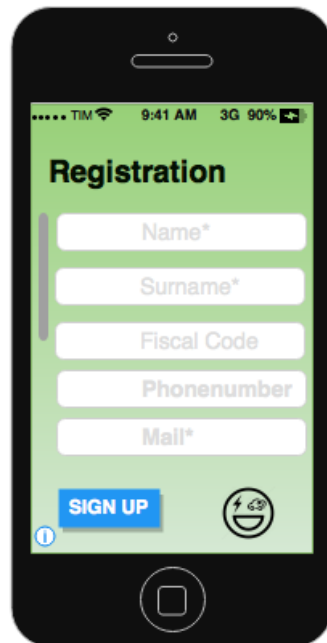 ••••• TIM 9:41 AM 3G 90%
Registration
Name*
Surname*
Fiscal Code
Phonenumber
Mail*
SIGN UP
i